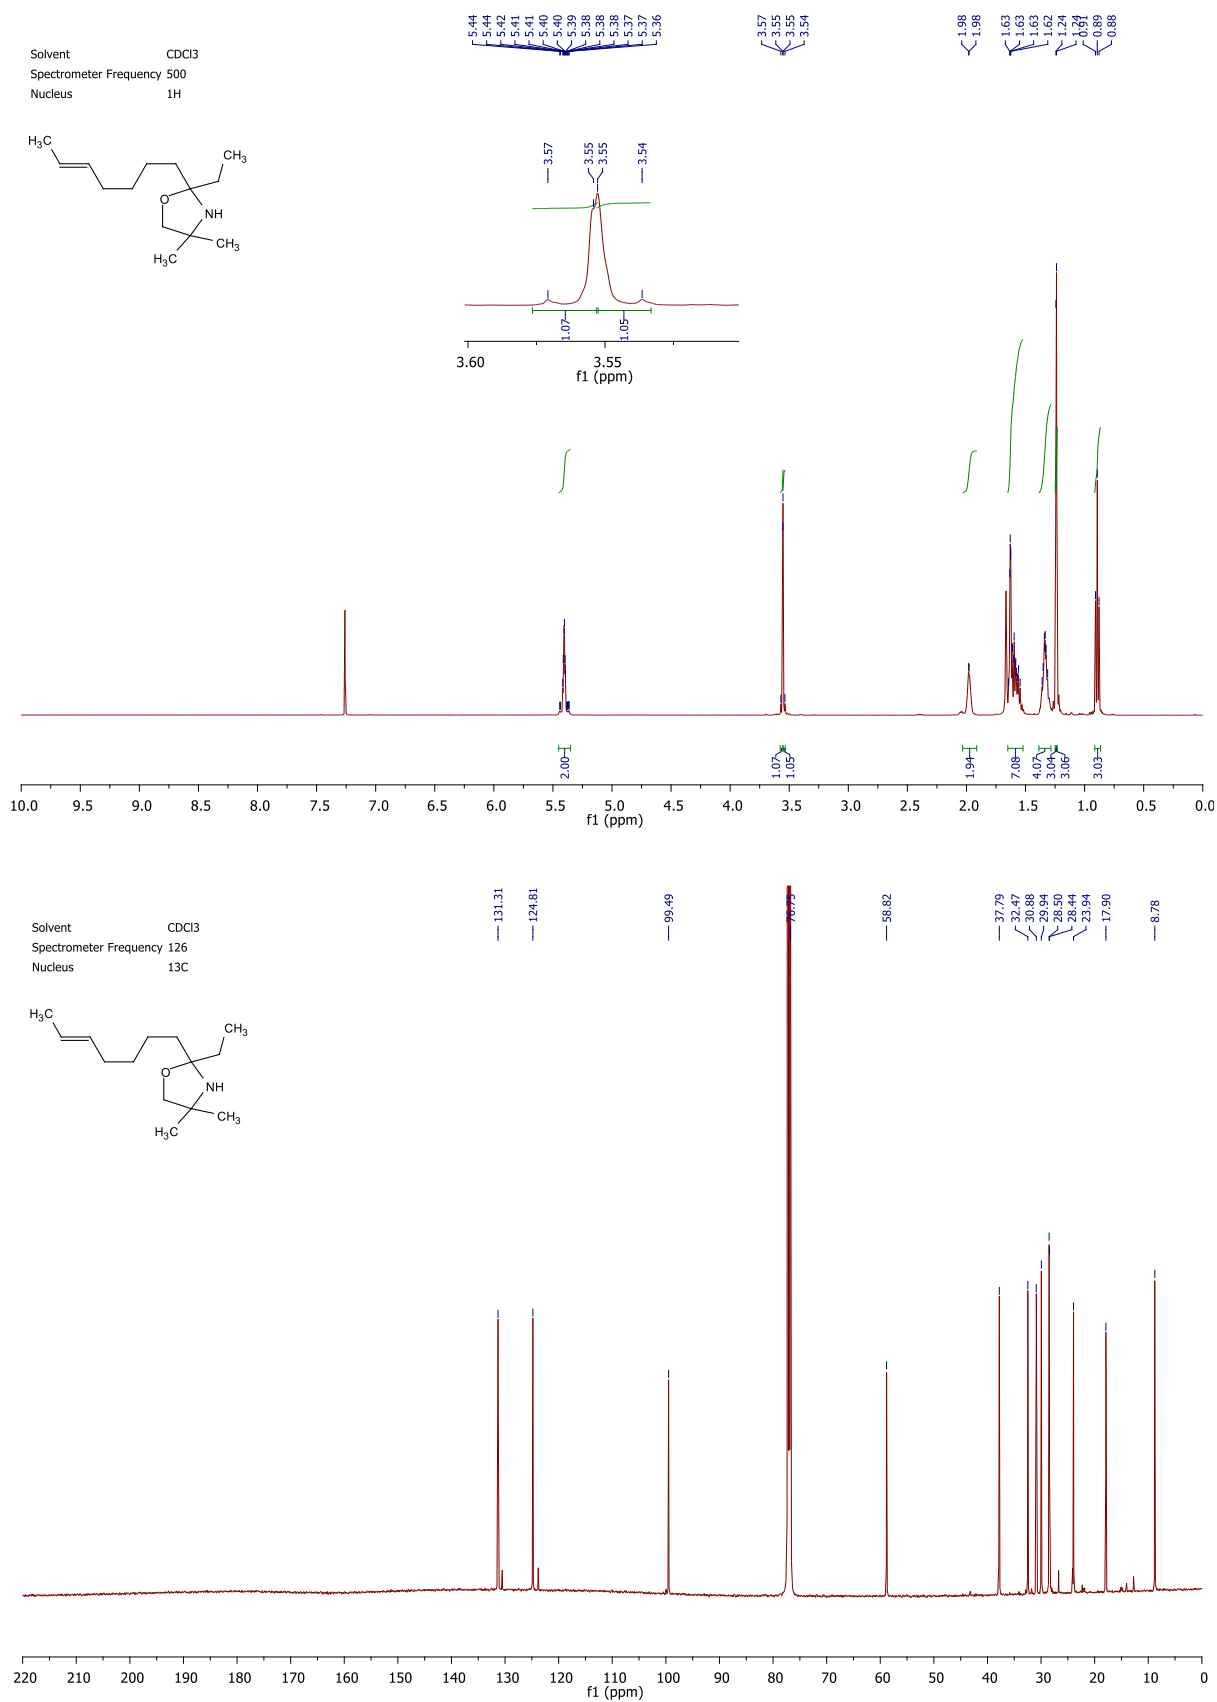 5.44 5.44 5.42 5.41 5.41 5.40 5.40 5.39 5.38 5.38 5.38 5.37 5.37 5.36 3.57 3.55 3.55 3.54 1.98 1.98 1.63 1.63 1.63 1.62 1.24 1.24 0.91 0.89 0.88
Solvent CDCl3
Spectrometer Frequency 500
Nucleus 1H
H3C
CH3
O
NH
H3C
CH3
3.57 3.55 3.55 3.54
1.07 1.05
3.60 3.55
f1 (ppm)
2.00 1.07 1.05 1.94 7.08 4.07 3.04 3.06 3.03
10.0 9.5 9.0 8.5 8.0 7.5 7.0 6.5 6.0 5.5 5.0 4.5 4.0 3.5 3.0 2.5 2.0 1.5 1.0 0.5 0.0
f1 (ppm)
131.31 124.81 99.49 76.75 58.82 37.79 32.47 30.88 29.94 28.50 28.44 23.94 17.90 8.78
Solvent CDCl3
Spectrometer Frequency 126
Nucleus 13C
H3C
CH3
O
NH
H3C
CH3
220 210 200 190 180 170 160 150 140 130 120 110 100 90 80 70 60 50 40 30 20 10 0
f1 (ppm)